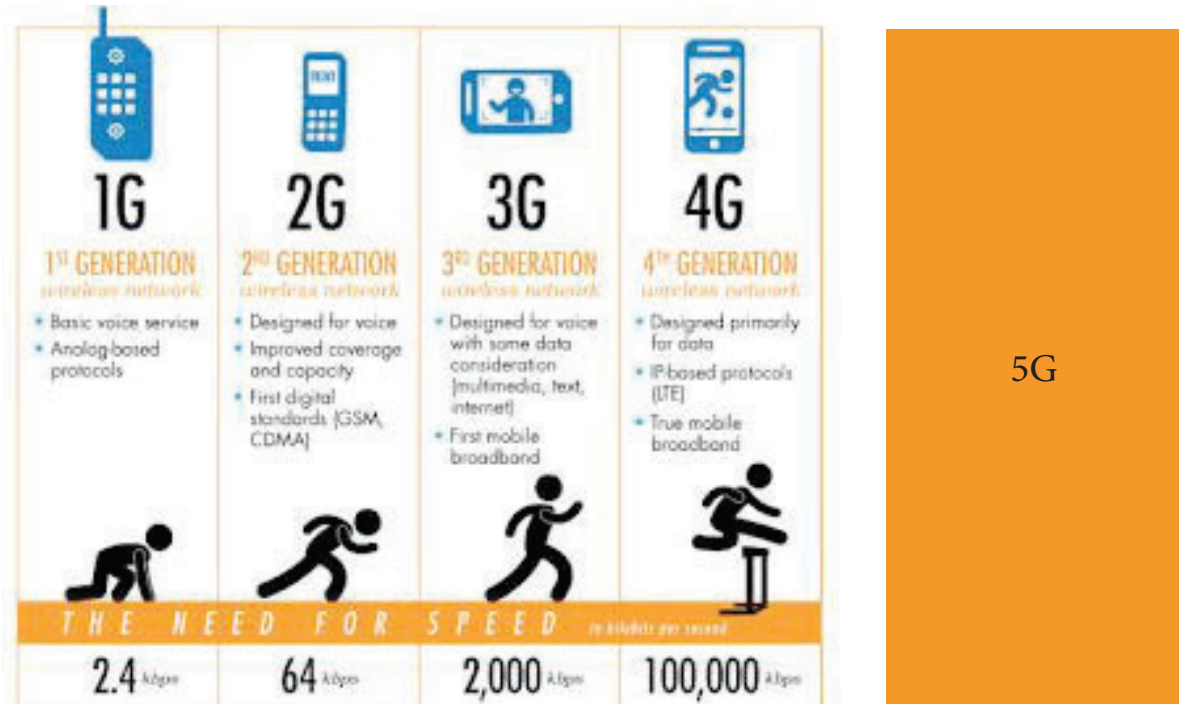 1G
1ST GENERATION
wireless network
• Basic voice service
• Analog-based
protocols
2G
2ND GENERATION
wireless network
• Designed for voice
• Improved coverage
and capacity
• First digital
standards (GSM,
CDMA)
3G
3RD GENERATION
wireless network
• Designed for voice
with some data
consideration
(multimedia, text,
internet)
• First mobile
broadband
4G
4TH GENERATION
wireless network
• Designed primarily
for data
• IP-based protocols
(LTE)
• True mobile
broadband
THE NEED FOR SPEED in kilobits per second
2.4 kbps
64 kbps
2,000 kbps
100,000 kbps
5G